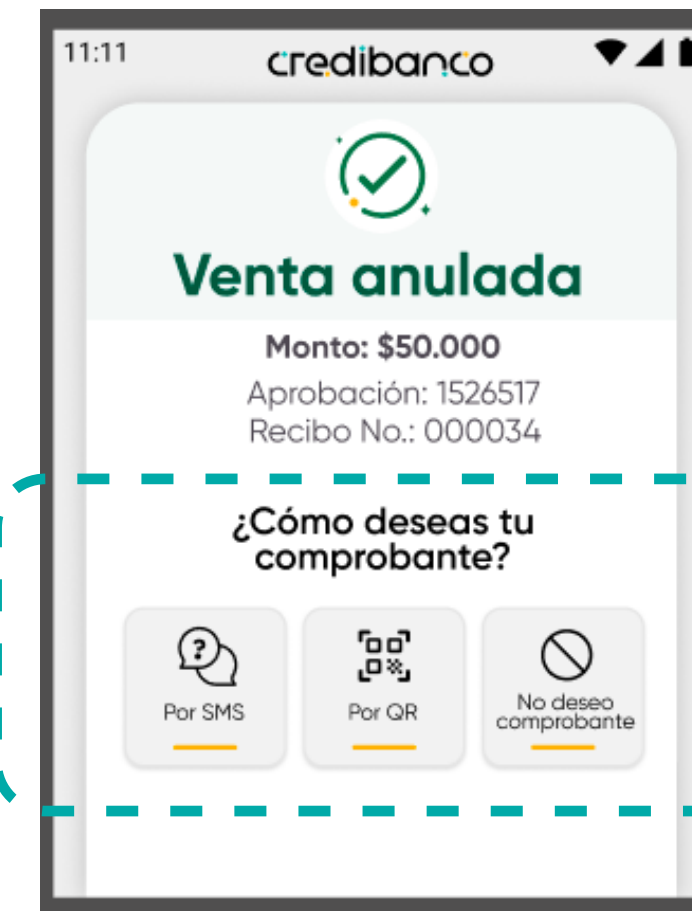 11:11
credibanco
Venta anulada
Monto: $50.000
Aprobación: 1526517
Recibo No.: 000034
¿Cómo deseas tu
comprobante?
?
Por SMS
Por QR
No deseo
comprobante